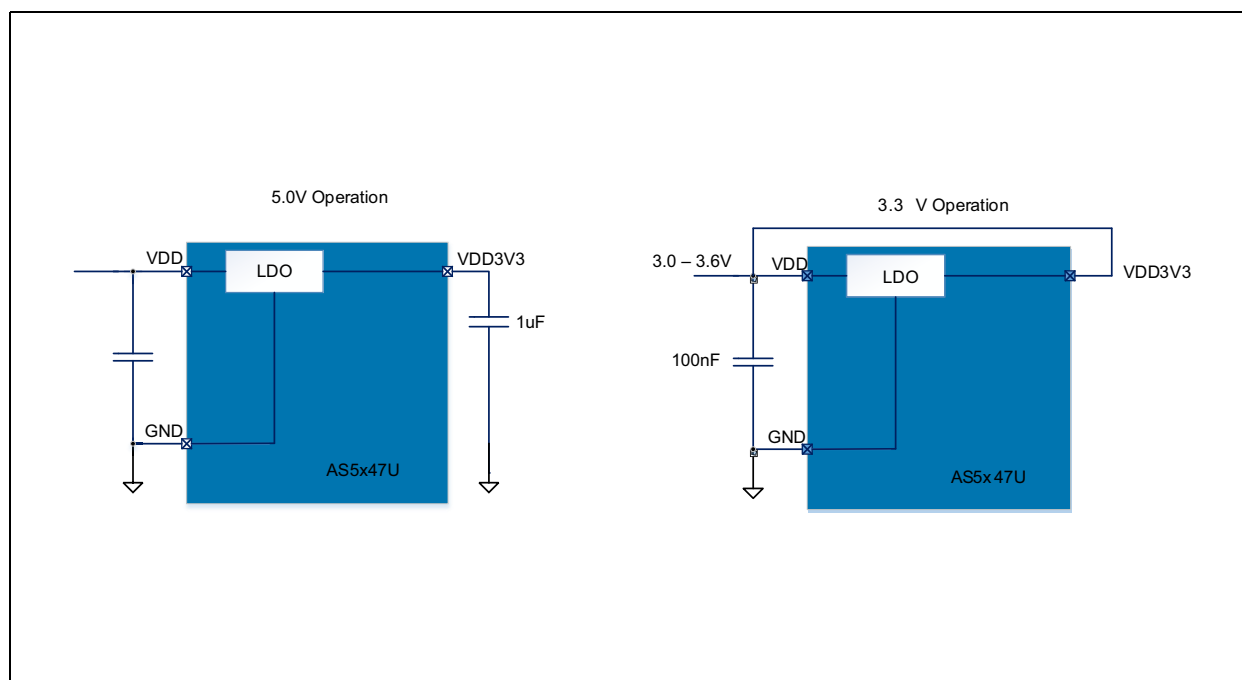 5.0V Operation
VDD
LDO
VDD3V3
1uF
GND
AS5x47U
3.3 V Operation
3.0 – 3.6V
VDD
LDO
VDD3V3
100nF
GND
AS5x47U